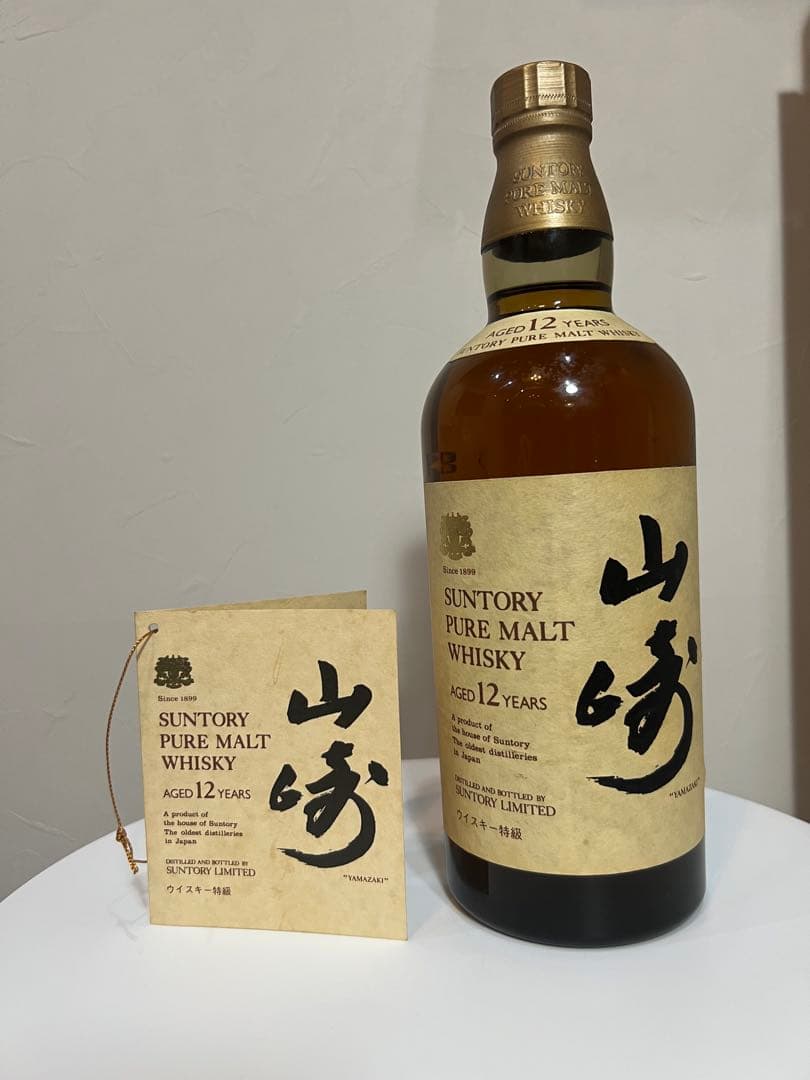 Since 1899
SUNTORY
PURE MALT
WHISKY
AGED 12 YEARS
A product of
the house of Suntory
The oldest distilleries
in Japan
DISTILLED AND BOTTLED BY
SUNTORY LIMITED
ウイスキー特級
山崎
"YAMAZAKI"
SUNTORY
PURE MALT
WHISKY
AGED 12 YEARS
SUNTORY PURE MALT WHISKY
Since 1899
SUNTORY
PURE MALT
WHISKY
AGED 12 YEARS
A product of
the house of Suntory
The oldest distilleries
in Japan
DISTILLED AND BOTTLED BY
SUNTORY LIMITED
ウイスキー特級
山崎
"YAMAZAKI"